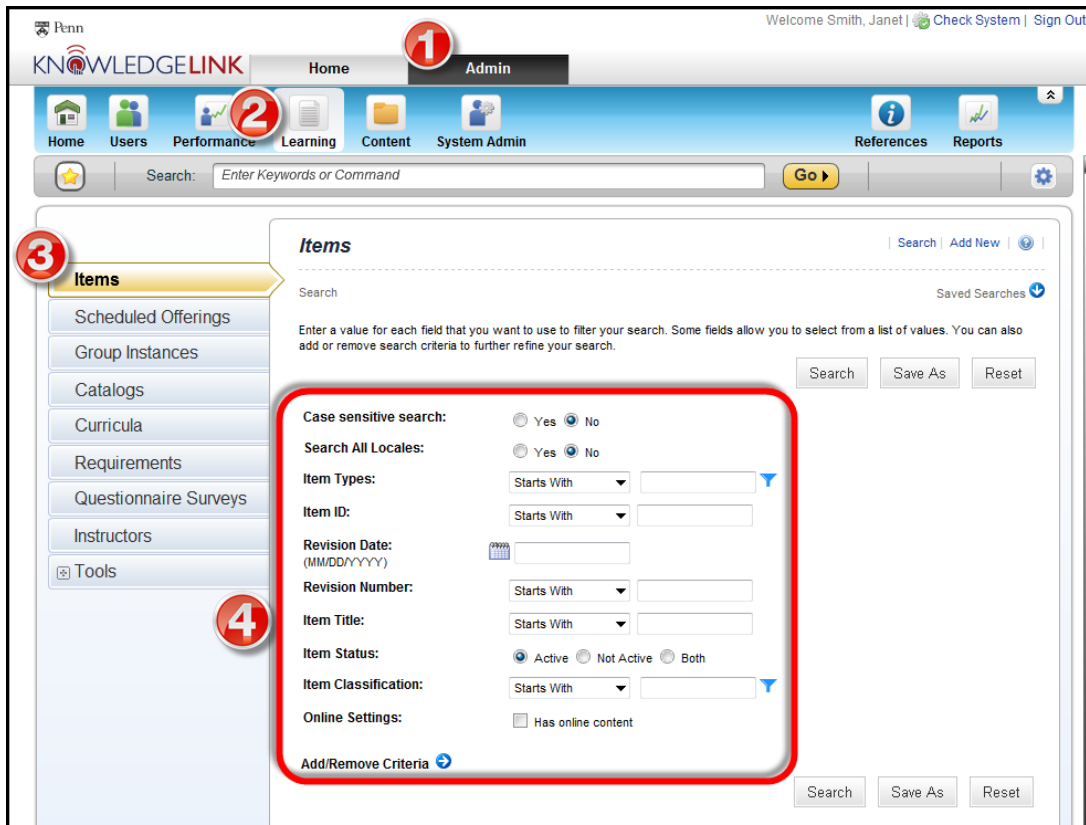 Welcome Smith, Janet | Check System | Sign Out
Penn
KNOWLEDGELINK
Home Admin
1
2
Home Users Performance Learning Content System Admin References Reports
Search: Enter Keywords or Command Go
3
Items
Scheduled Offerings
Group Instances
Catalogs
Curricula
Requirements
Questionnaire Surveys
Instructors
Tools
Items
| Search | Add New | ? |
Search
Saved Searches
Enter a value for each field that you want to use to filter your search. Some fields allow you to select from a list of values. You can also
add or remove search criteria to further refine your search.
Search Save As Reset
4
Case sensitive search: Yes No
Search All Locales: Yes No
Item Types: Starts With
Item ID: Starts With
Revision Date:
(MM/DD/YYYY)
Revision Number: Starts With
Item Title: Starts With
Item Status: Active Not Active Both
Item Classification: Starts With
Online Settings: Has online content
Add/Remove Criteria
Search Save As Reset